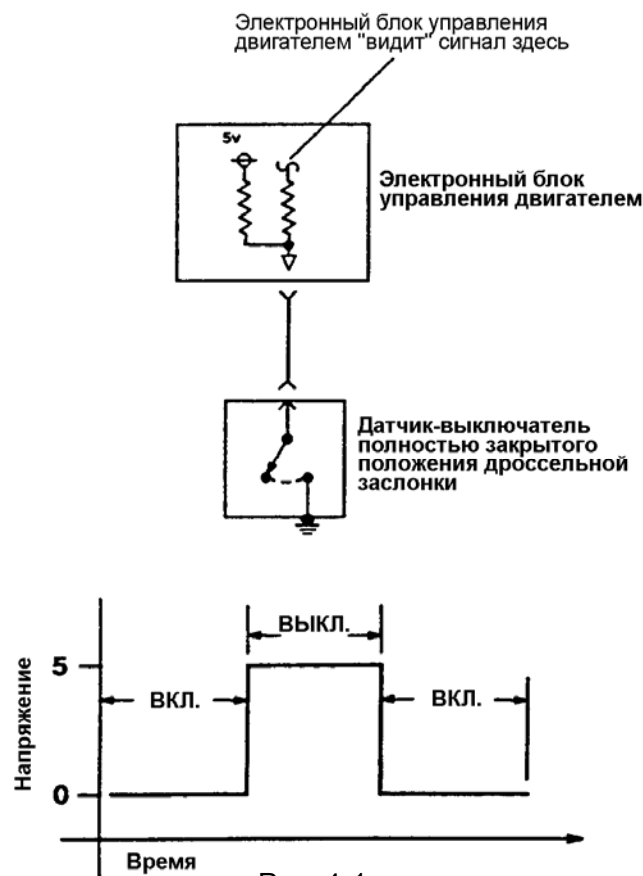 Электронный блок управления
двигателем "видит" сигнал здесь
5v
Электронный блок
управления двигателем
Датчик-выключатель
полностью закрытого
положения дроссельной
заслонки
Напряжение
5
0
ВКЛ.
ВЫКЛ.
ВКЛ.
Время